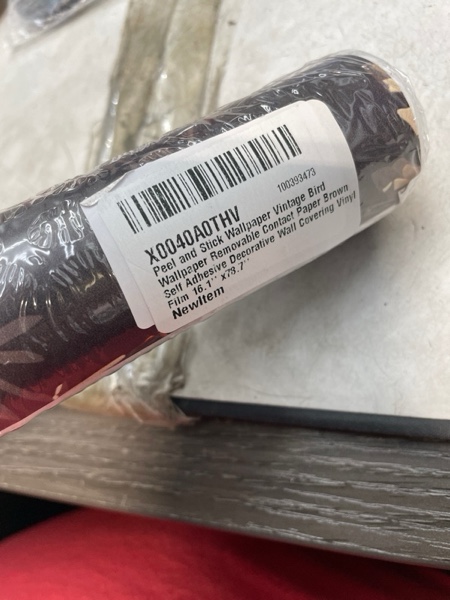 100393473
X0040A0THV
Peel and Stick Wallpaper Vintage Bird
Wallpaper Removable Contact Paper Brown
Self Adhesive Decorative Wall Covering Vinyl
Film 16.1'' x78.7''
NewItem